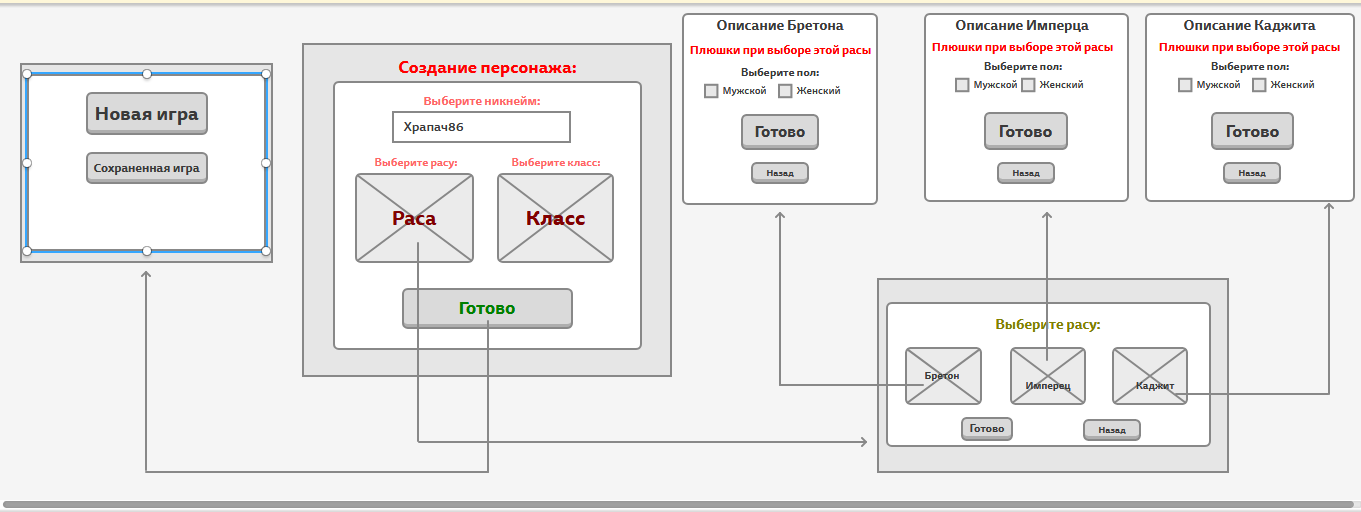 Новая игра
Сохраненная игра
Создание персонажа:
Выберите никнейм:
Храпач86
Выберите расу:
Выберите класс:
Раса
Класс
Готово
Описание Бретона
Плюшки при выборе этой расы
Выберите пол:
Мужской
Женский
Готово
Назад
Описание Имперца
Плюшки при выборе этой расы
Выберите пол:
Мужской
Женский
Готово
Назад
Описание Каджита
Плюшки при выборе этой расы
Выберите пол:
Мужской
Женский
Готово
Назад
Выберите расу:
Бретон
Имперец
Каджит
Готово
Назад